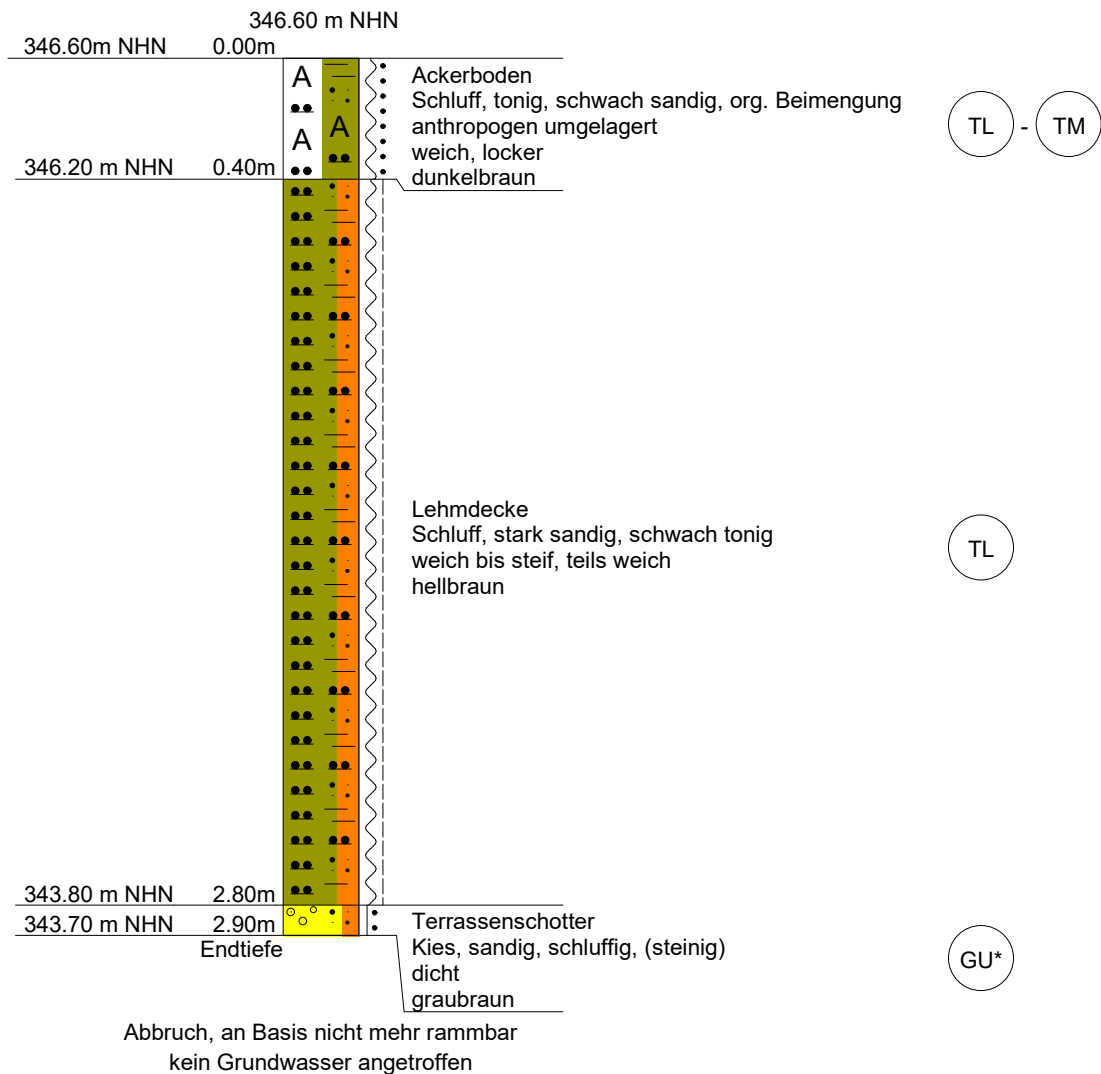 346.60 m NHN
346.60m NHN 0.00m
A
A
A
Ackerboden
Schluff, tonig, schwach sandig, org. Beimengung
anthropogen umgelagert
weich, locker
dunkelbraun
TL - TM
346.20 m NHN 0.40m
Lehmdecke
Schluff, stark sandig, schwach tonig
weich bis steif, teils weich
hellbraun
TL
343.80 m NHN 2.80m
343.70 m NHN 2.90m
Endtiefe
Terrassenschotter
Kies, sandig, schluffig, (steinig)
dicht
graubraun
GU*
Abbruch, an Basis nicht mehr rammbar
kein Grundwasser angetroffen